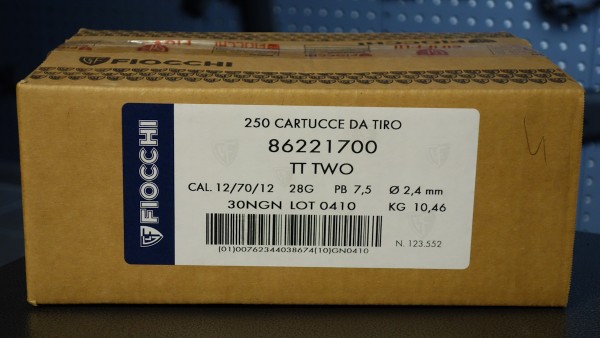 FIOCCHI
FIOCCHI
250 CARTUCCE DA TIRO
86221700
TT TWO
CAL. 12/70/12 28G PB 7,5 Ø 2,4 mm
30NGN LOT 0410 KG 10,46
N. 123.552
(01)00762344038674(10)GN0410